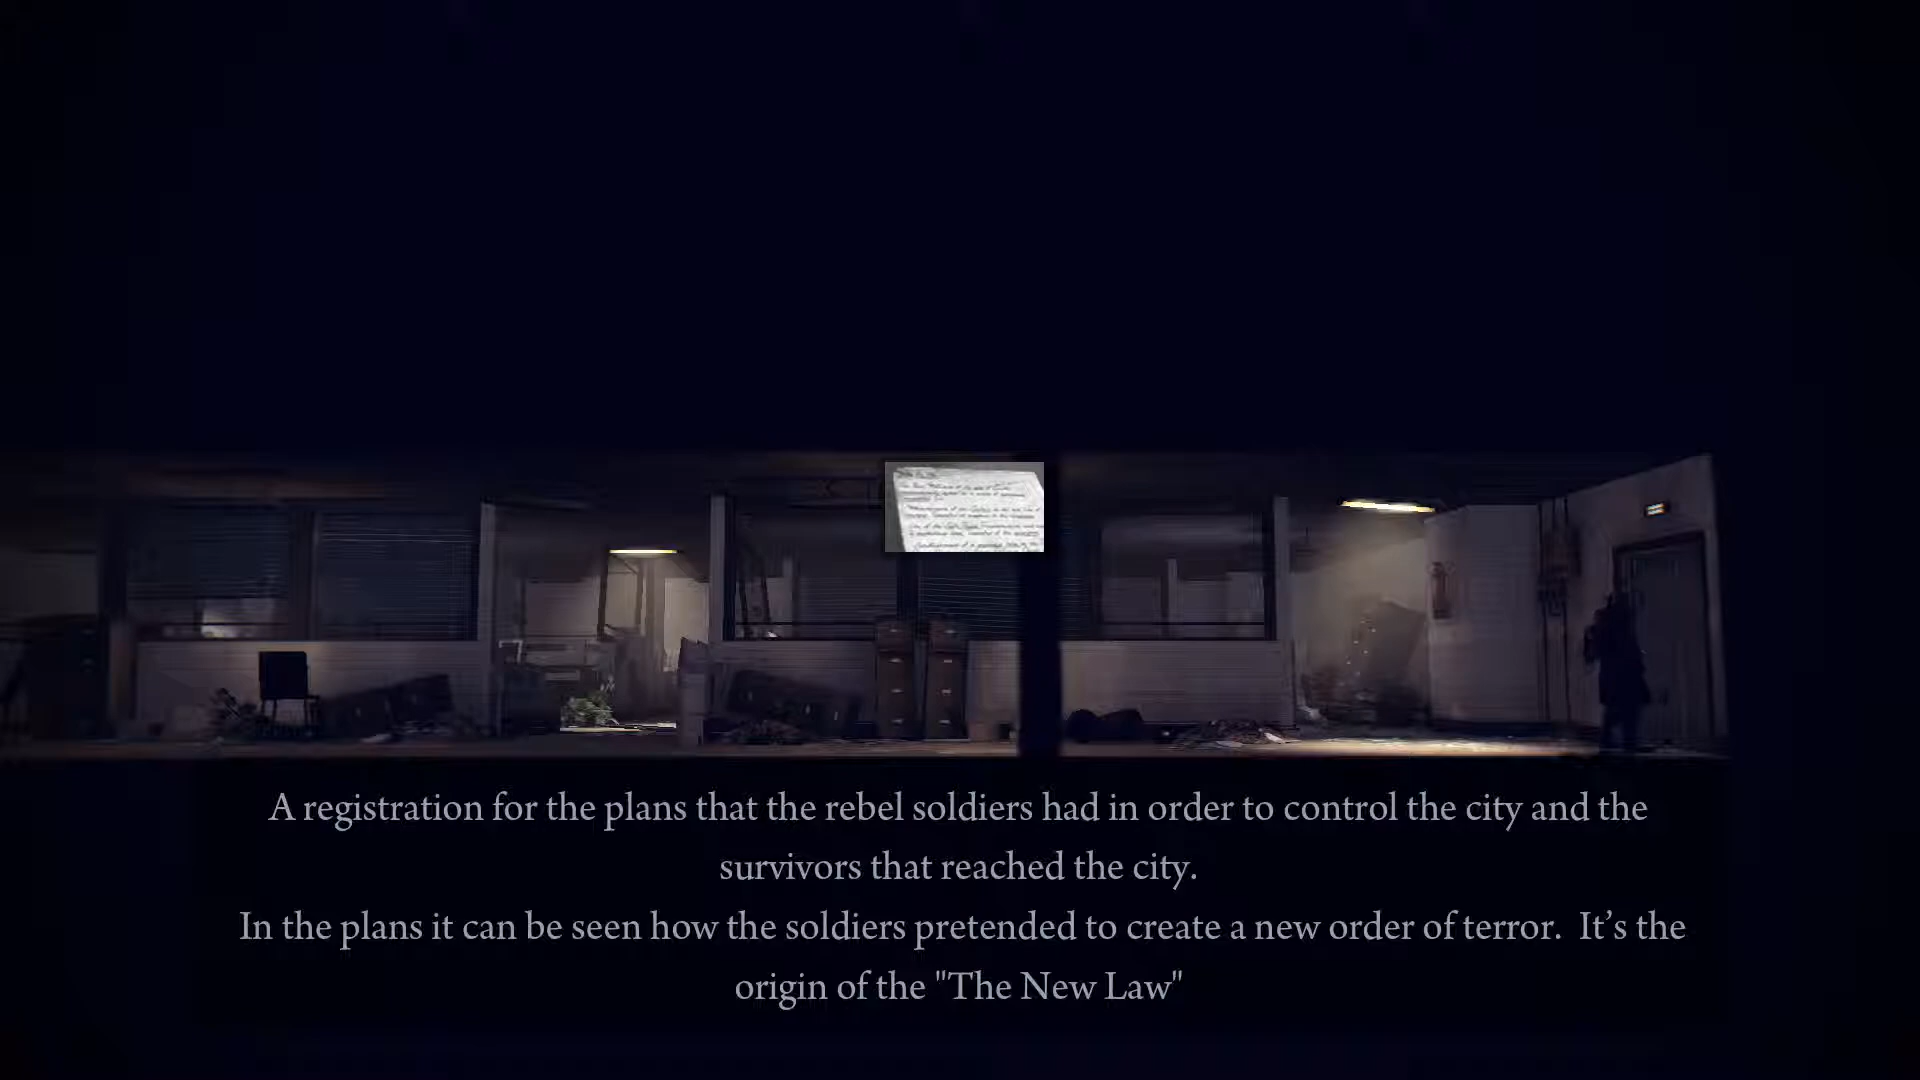 A registration for the plans that the rebel soldiers had in order to control the city and the
survivors that reached the city.
In the plans it can be seen how the soldiers pretended to create a new order of terror.  It’s the
origin of the "The New Law"